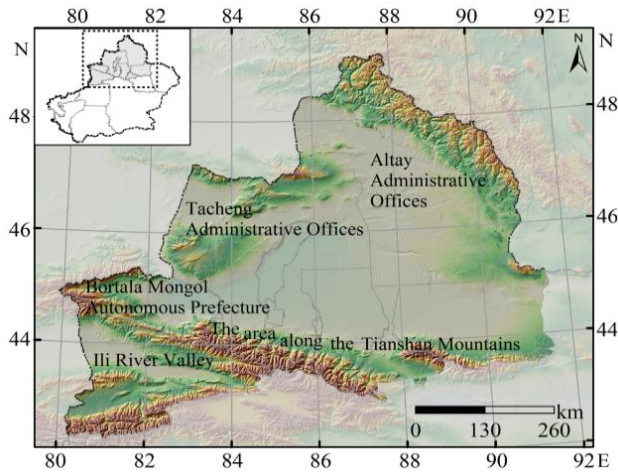 80 82 84 86 88 90 92 E
N N
N
48 48
Altay
Administrative
Offices
Tacheng
Administrative Offices
46 46
Bortala Mongol
Autonomous Prefecture
44 44
The area along the Tianshan Mountains
Ili River Valley
km
0 130 260
80 82 84 86 88 90 92 E